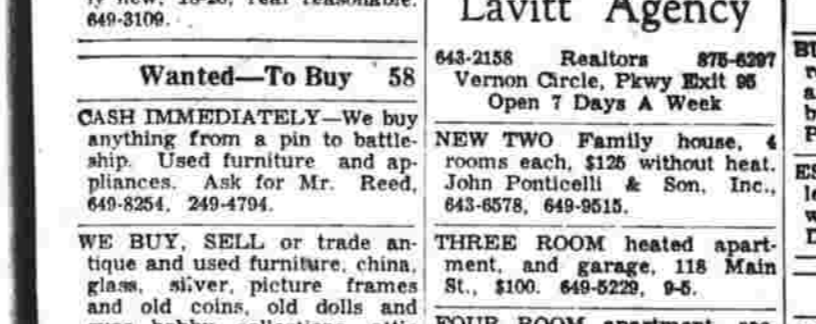 649-3109.
Wanted—To Buy 58
CASH IMMEDIATELY—We buy
anything from a pin to battle-
ship. Used furniture and ap-
pliances. Ask for Mr. Reed,
649-8254, 249-4794.
WE BUY, SELL or trade an-
tique and used furniture, china,
glass, silver, picture frames
and old coins, old dolls and
Lavitt Agency
643-2158 Realtors 875-6297
Vernon Circle, Pkwy Exit 95
Open 7 Days A Week
NEW TWO Family house, 4
rooms each, $125 without heat.
John Ponticelli & Son, Inc.,
643-6578, 649-9515.
THREE ROOM heated apart-
ment, and garage, 118 Main
St., $100. 649-5229, 9-5.
FOUR ROOM apartment